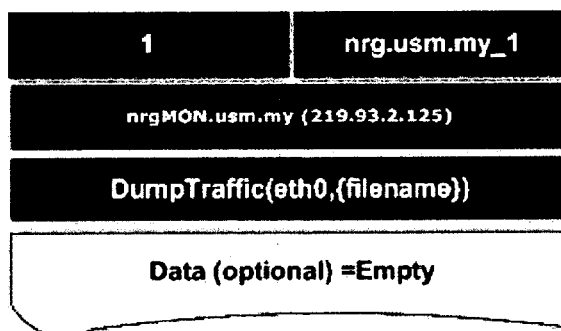 1 nrg.usm.my_1
nrgMON.usm.my (219.93.2.125)
DumpTraffic(eth0,{filename})
Data (optional) =Empty